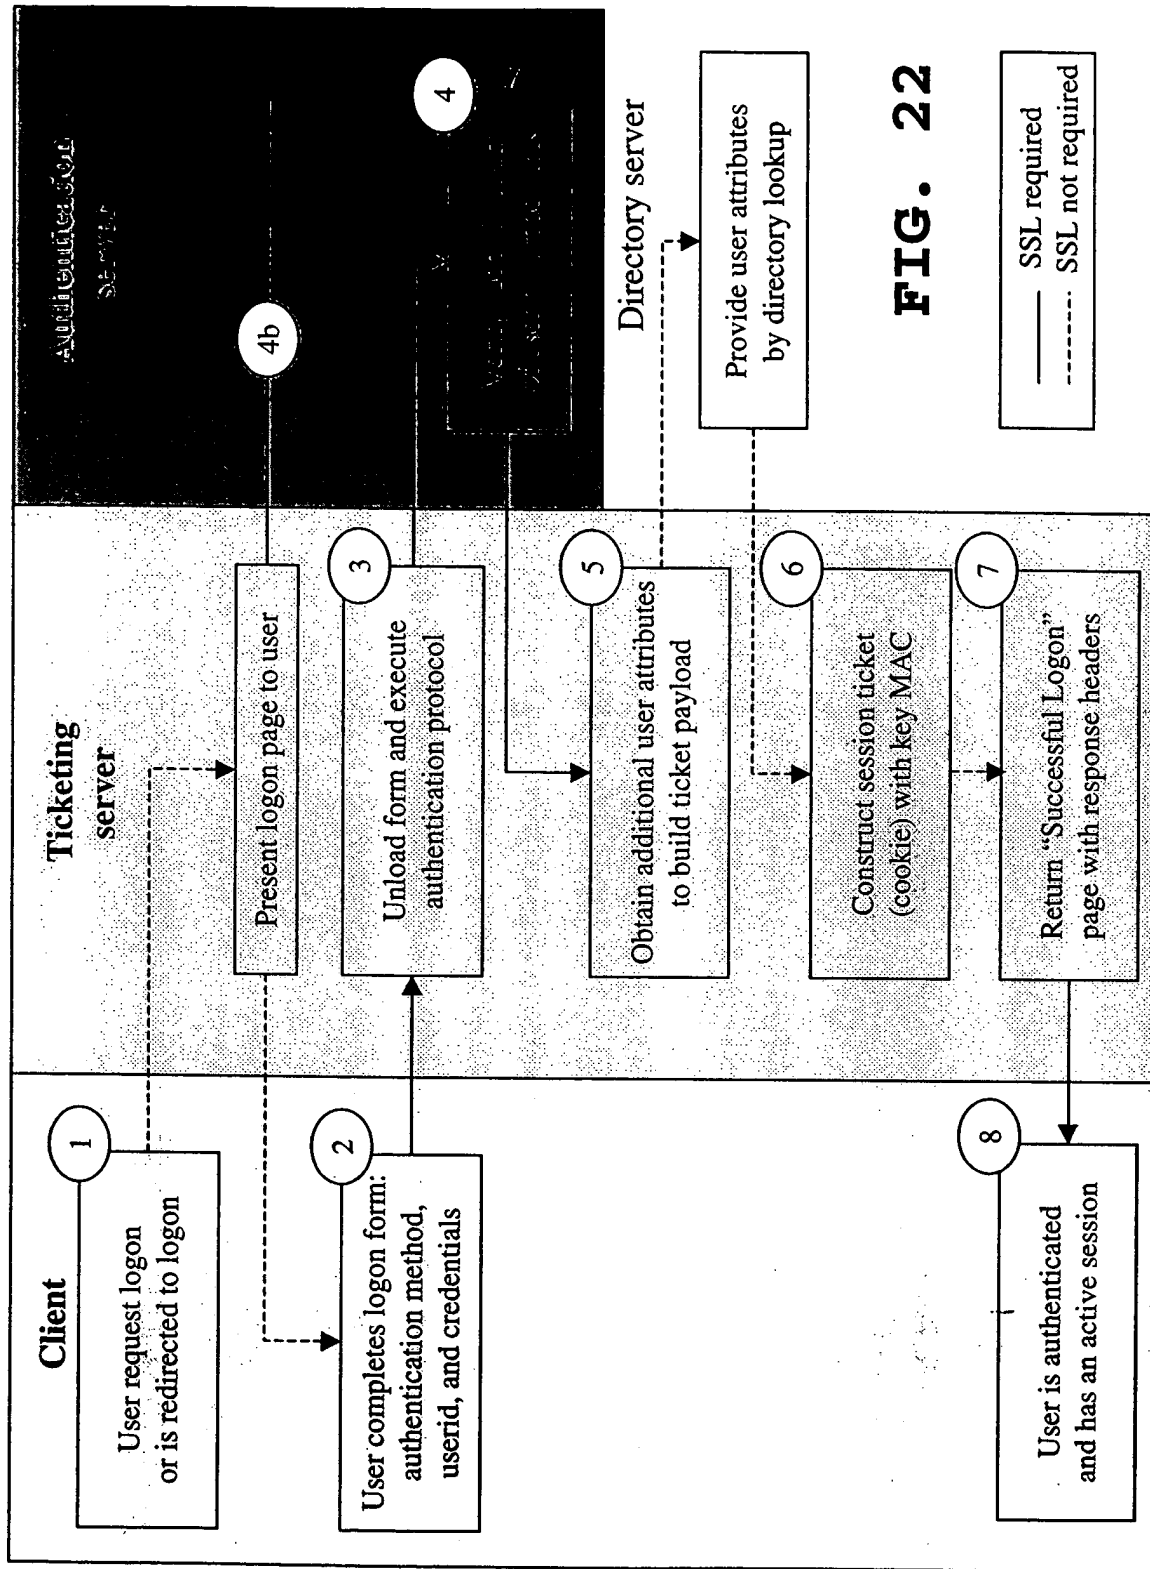 Client
Ticketing
server
Authentication
Server
1
User request logon
or is redirected to logon
Present logon page to user
4b
2
User completes logon form:
authentication method,
userid, and credentials
3
Unload form and execute
authentication protocol
4
5
Obtain additional user attributes
to build ticket payload
Directory server
Provide user attributes
by directory lookup
6
Construct session ticket
(cookie) with key MAC
7
Return “Successful Logon”
page with response headers
8
User is authenticated
and has an active session
FIG. 22
SSL required
SSL not required